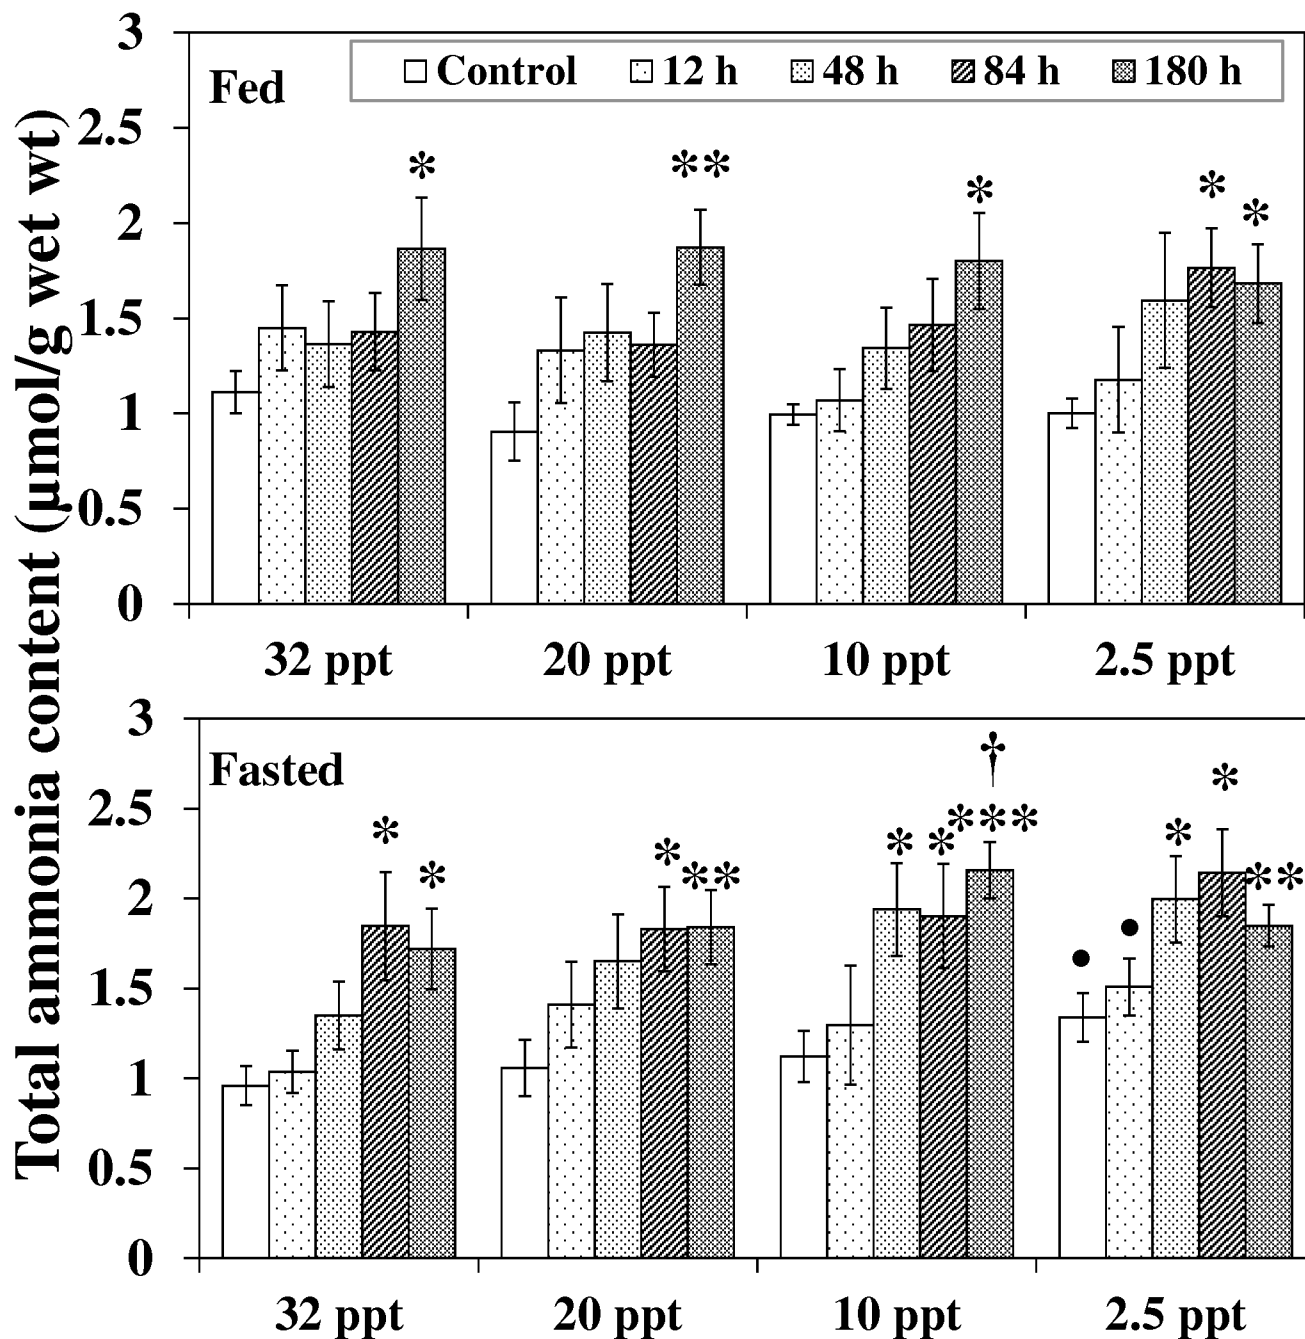 Total ammonia content (µmol/g wet wt)
3
Fed
Control 12 h 48 h 84 h 180 h
2.5
* ** * * *
2
1.5
1
0.5
0
32 ppt 20 ppt 10 ppt 2.5 ppt
3
Fasted
†
2.5
* * * ** * * *** * * **
2
• •
1.5
1
0.5
0
32 ppt 20 ppt 10 ppt 2.5 ppt